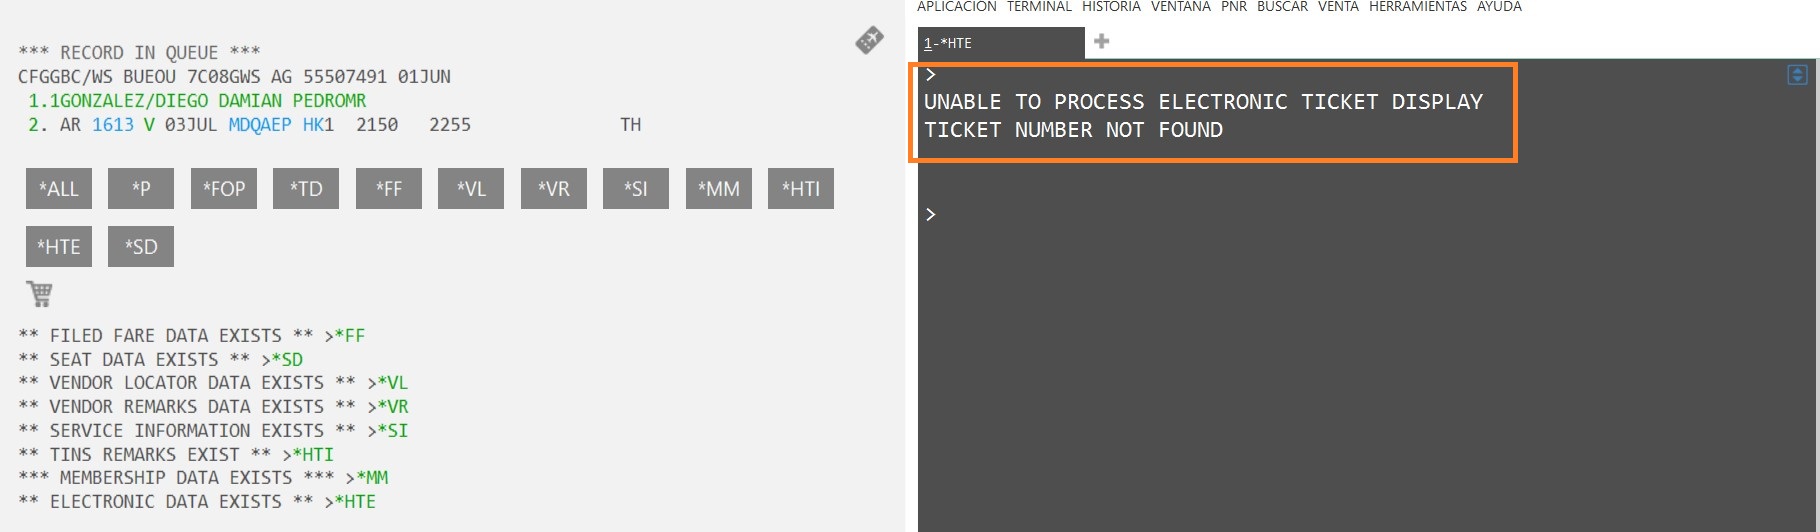 *** RECORD IN QUEUE ***
CFGGBC/WS BUEOU 7C08GWS AG 55507491 01JUN
1.1GONZALEZ/DIEGO DAMIAN PEDROMR
2. AR 1613 V 03JUL MDQAEP HK1 2150 2255 TH
*ALL *P *FOP *TD *FF *VL *VR *SI *MM *HTI
*HTE *SD
** FILED FARE DATA EXISTS ** >*FF
** SEAT DATA EXISTS ** >*SD
** VENDOR LOCATOR DATA EXISTS ** >*VL
** VENDOR REMARKS DATA EXISTS ** >*VR
** SERVICE INFORMATION EXISTS ** >*SI
** TINS REMARKS EXIST ** >*HTI
*** MEMBERSHIP DATA EXISTS *** >*MM
** ELECTRONIC DATA EXISTS ** >*HTE
APLICACIÓN TERMINAL HISTORIA VENTANA PNR BUSCAR VENTA HERRAMIENTAS AYUDA
1-*HTE
>
UNABLE TO PROCESS ELECTRONIC TICKET DISPLAY
TICKET NUMBER NOT FOUND
>